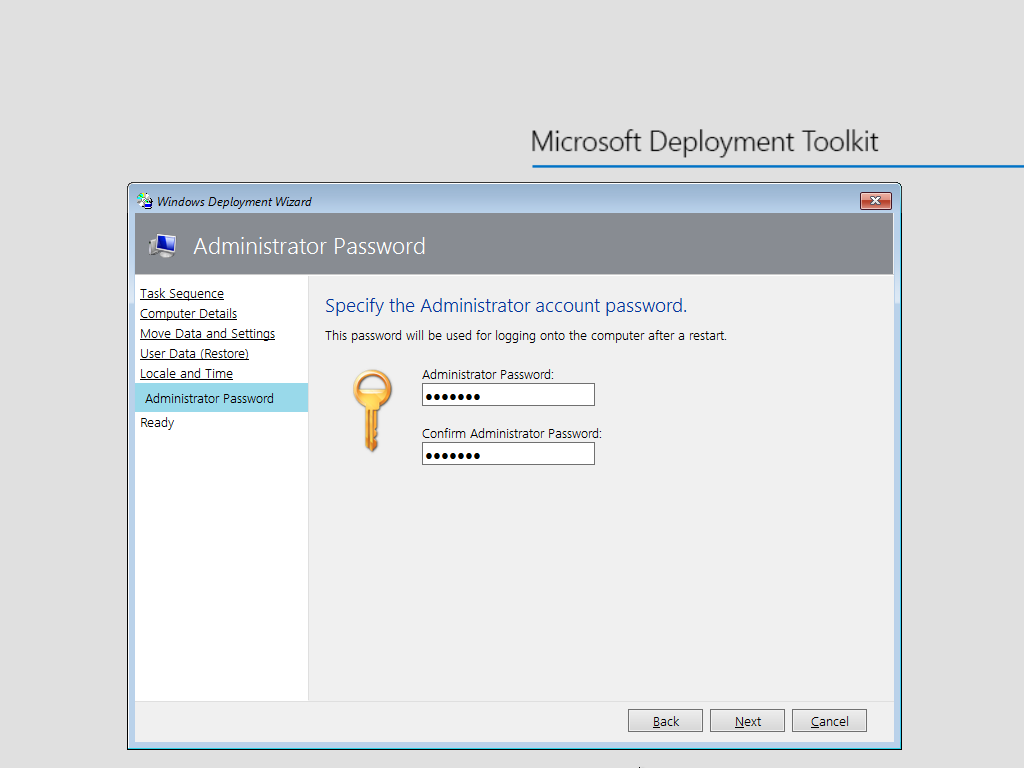 Microsoft Deployment Toolkit
Windows Deployment Wizard
Administrator Password
Task Sequence
Computer Details
Move Data and Settings
User Data (Restore)
Locale and Time
Administrator Password
Ready
Specify the Administrator account password.
This password will be used for logging onto the computer after a restart.
Administrator Password:
●●●●●●●
Confirm Administrator Password:
●●●●●●●
Back Next Cancel